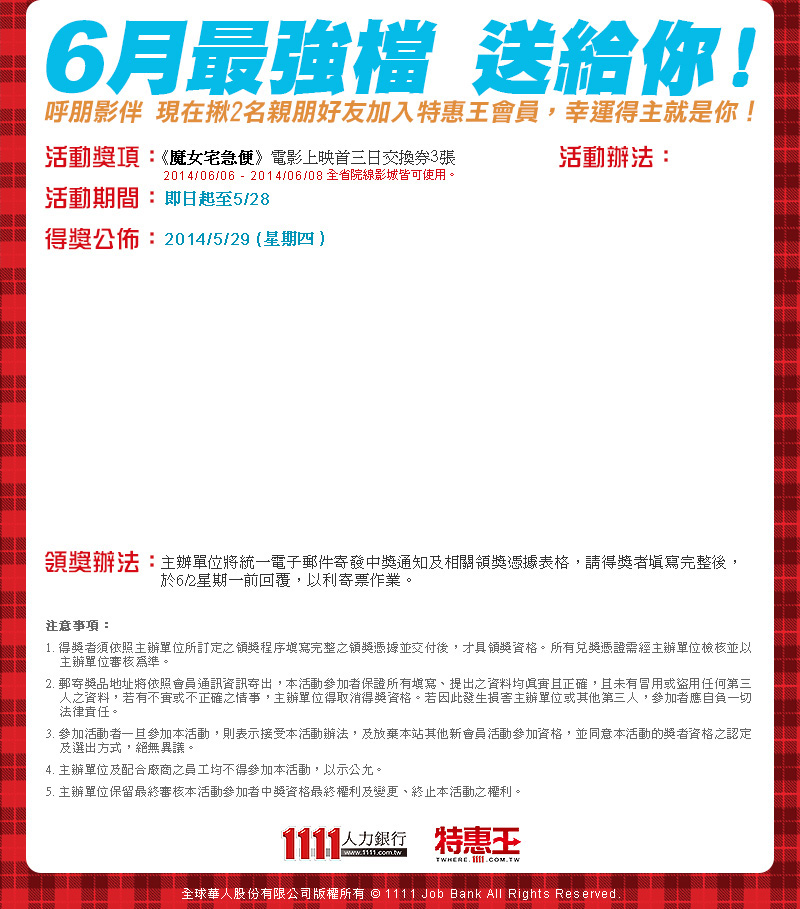 6月最強檔 送給你！
呼朋影伴 現在揪2名親朋好友加入特惠王會員，幸運得主就是你！
活動獎項：《魔女宅急便》電影上映首三日交換券3張
2014/06/06 - 2014/06/08 全省院線影城皆可使用。
活動辦法：
活動期間：即日起至5/28
得獎公佈：2014/5/29 (星期四)
領獎辦法：主辦單位將統一電子郵件寄發中獎通知及相關領獎憑據表格，請得獎者填寫完整後，
於6/2星期一前回覆，以利寄票作業。
注意事項：
1. 得獎者須依照主辦單位所訂定之領獎程序填寫完整之領獎憑據並交付後，才具領獎資格。所有兌獎憑證需經主辦單位檢核並以
主辦單位審核為準。
2. 郵寄獎品地址將依照會員通訊資訊寄出，本活動參加者保證所有填寫、提出之資料均真實且正確，且未有冒用或盜用任何第三
人之資料，若有不實或不正確之情事，主辦單位得取消得獎資格。若因此發生損害主辦單位或其他第三人，參加者應自負一切
法律責任。
3. 參加活動者一旦參加本活動，則表示接受本活動辦法，及放棄本站其他新會員活動參加資格，並同意本活動的獎者資格之認定
及選出方式，絕無異議。
4. 主辦單位及配合廠商之員工均不得參加本活動，以示公允。
5. 主辦單位保留最終審核本活動參加者中獎資格最終權利及變更、終止本活動之權利。
1111人力銀行 特惠王
www.1111.com.tw TWHERE.1111.COM.TW
全球華人股份有限公司版權所有 © 1111 Job Bank All Rights Reserved.